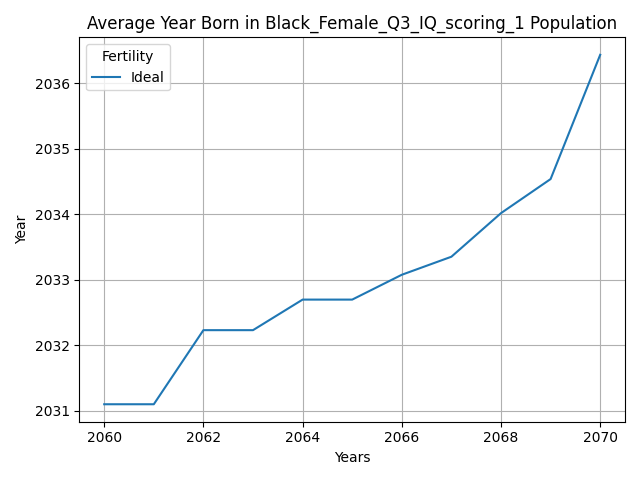 Average Year Born in Black_Female_Q3_IQ_scoring_1 Population
Fertility
Ideal
2036
2035
2034
2033
2032
2031
Year
2060 2062 2064 2066 2068 2070
Years